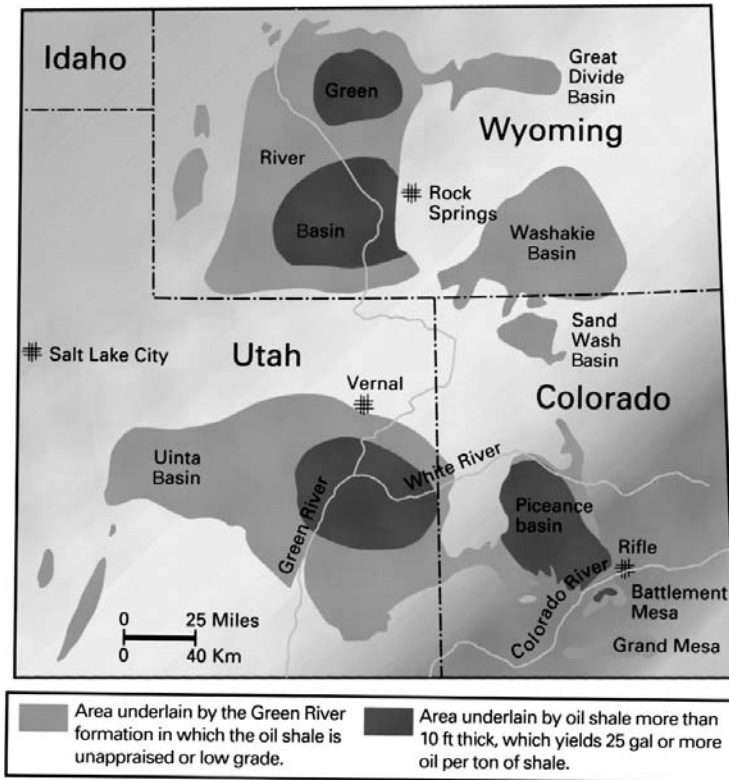 Idaho
Great
Divide
Basin
Green
Wyoming
River
Rock
Springs
Basin
Washakie
Basin
Sand
Wash
Basin
Salt Lake City
Utah
Vernal
Colorado
Uinta
Basin
White River
Green River
Piceance
basin
Rifle
Colorado River
Battlement
Mesa
Grand Mesa
0 25 Miles
0 40 Km
Area underlain by the Green River
formation in which the oil shale is
unappraised or low grade.
Area underlain by oil shale more than
10 ft thick, which yields 25 gal or more
oil per ton of shale.